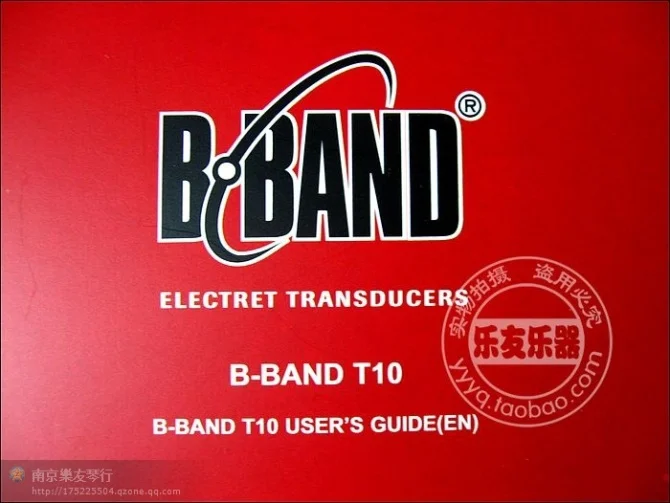 B-BAND®
ELECTRET TRANSDUCERS
B-BAND T10
B-BAND T10 USER'S GUIDE(EN)
实物拍摄 盗用必究
乐友乐器
yyyq.taobao.com
南京樂友琴行
http://175225504.qzone.qq.com